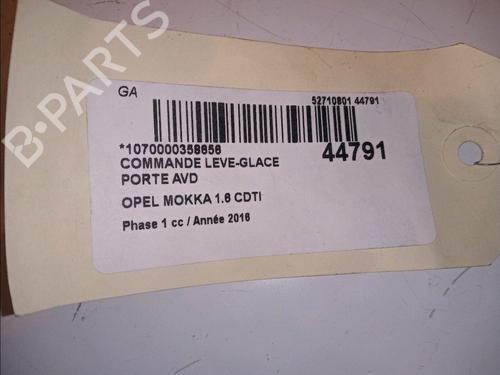 B-PARTS
GA
52710801 44791
*1070000359656
44791
COMMANDE LEVE-GLACE
PORTE AVD
OPEL MOKKA 1.6 CDTI
Phase 1 cc / Année 2016